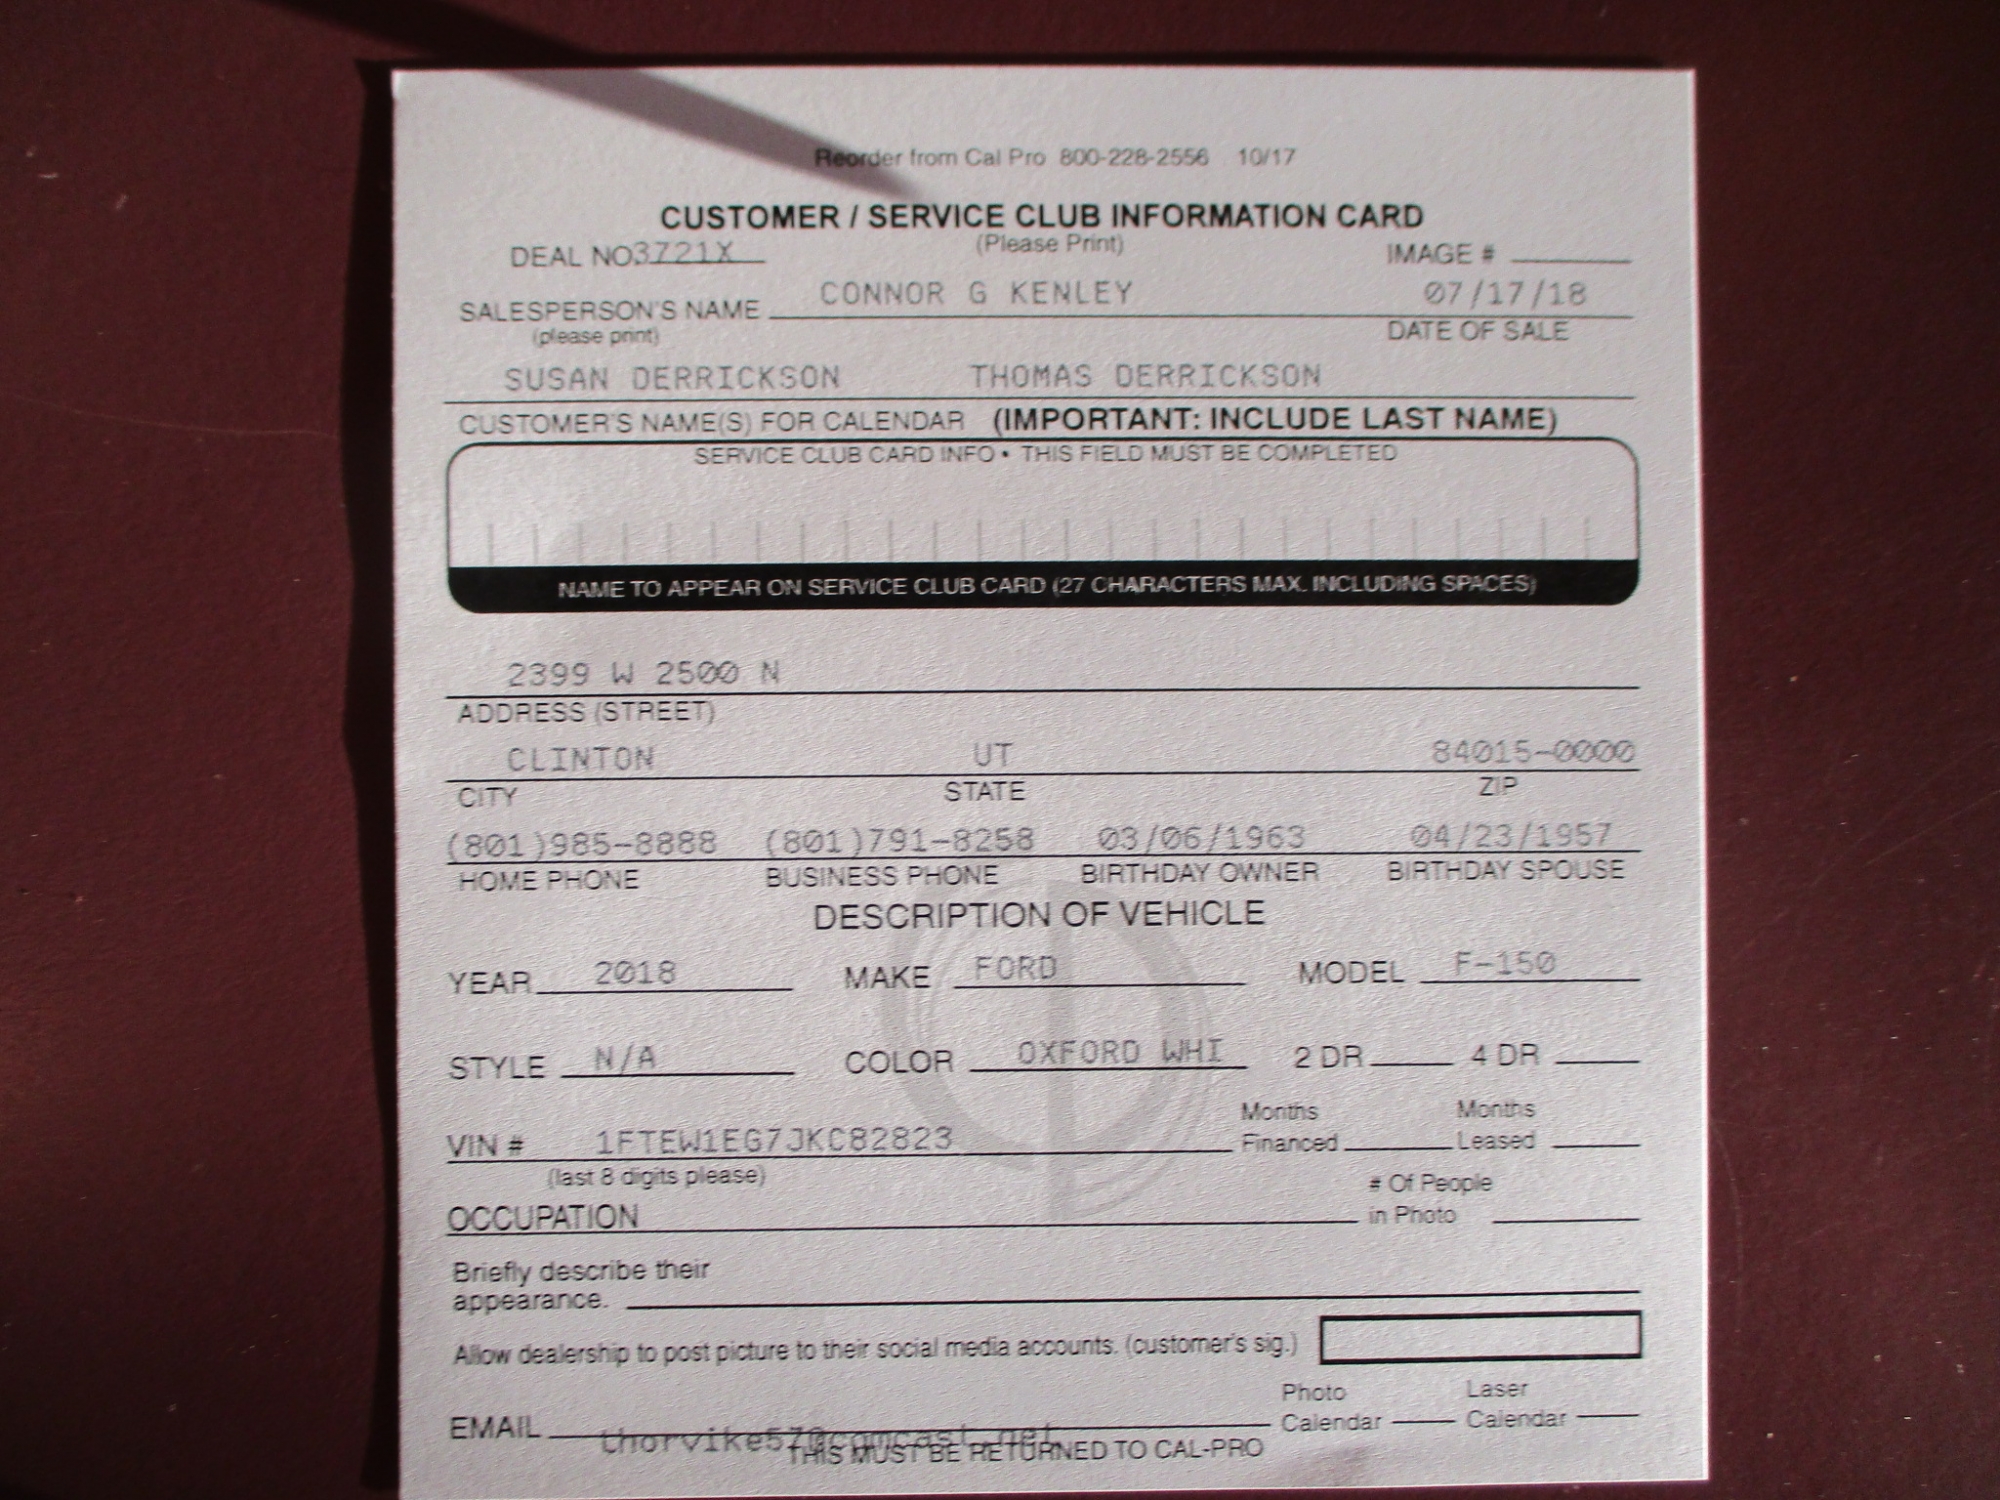 Reorder from Cal Pro 800-228-2556 10/17
CUSTOMER / SERVICE CLUB INFORMATION CARD
(Please Print)
DEAL NO. 3721X IMAGE #
SALESPERSON'S NAME CONNOR G KENLEY 07/17/18
(please print) DATE OF SALE
SUSAN DERRICKSON THOMAS DERRICKSON
CUSTOMER'S NAME(S) FOR CALENDAR (IMPORTANT: INCLUDE LAST NAME)
SERVICE CLUB CARD INFO • THIS FIELD MUST BE COMPLETED
NAME TO APPEAR ON SERVICE CLUB CARD (27 CHARACTERS MAX. INCLUDING SPACES)
2399 W 2500 N
ADDRESS (STREET)
CLINTON UT 84015-0000
CITY STATE ZIP
(801)985-8888 (801)791-8258 03/06/1963 04/23/1957
HOME PHONE BUSINESS PHONE BIRTHDAY OWNER BIRTHDAY SPOUSE
DESCRIPTION OF VEHICLE
YEAR 2018 MAKE FORD MODEL F-150
STYLE N/A COLOR OXFORD WHI 2 DR 4 DR
VIN # 1FTEW1EG7JKC82823 Months Financed Months Leased
(last 8 digits please)
OCCUPATION # Of People in Photo
Briefly describe their
appearance.
Allow dealership to post picture to their social media accounts. (customer's sig.)
EMAIL thorvike57@comcast.net Photo Calendar Laser Calendar
THIS MUST BE RETURNED TO CAL-PRO